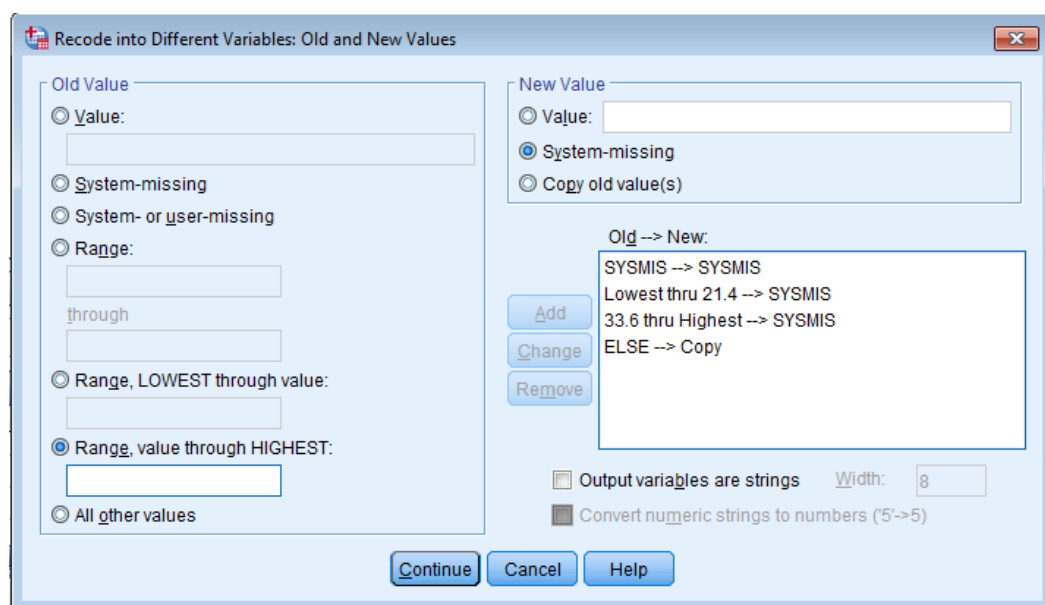 Recode into Different Variables: Old and New Values
Old Value
Value:
System-missing
System- or user-missing
Range:
through
Range, LOWEST through value:
Range, value through HIGHEST:
All other values
New Value
Value:
System-missing
Copy old value(s)
Old --> New:
SYSMIS --> SYSMIS
Lowest thru 21.4 --> SYSMIS
33.6 thru Highest --> SYSMIS
ELSE --> Copy
Add
Change
Remove
Output variables are strings Width: 8
Convert numeric strings to numbers ('5'->5)
Continue Cancel Help